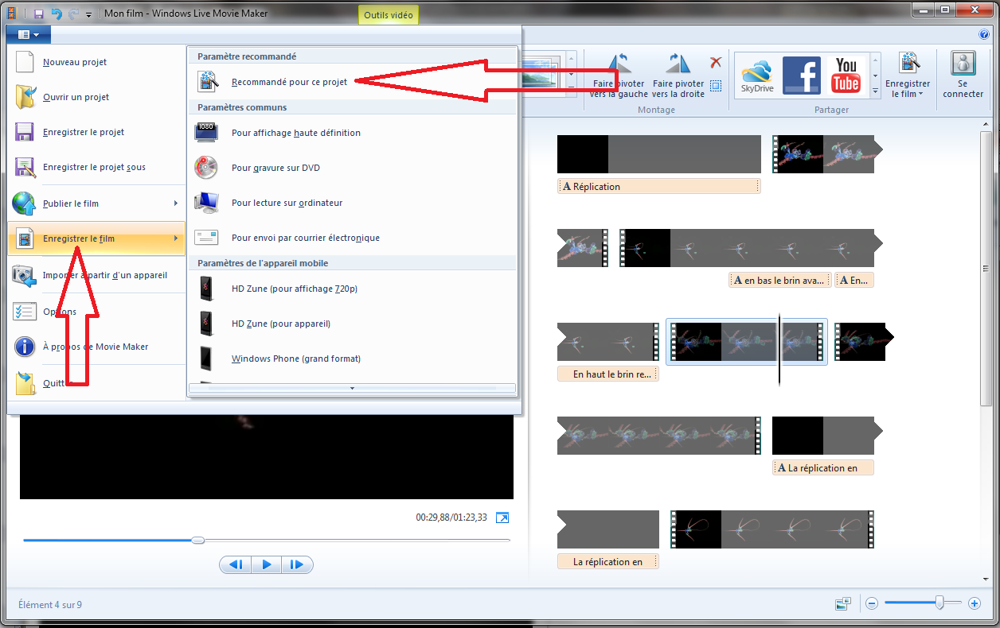 Mon film - Windows Live Movie Maker
Outils vidéo
Nouveau projet
Ouvrir un projet
Enregistrer le projet
Enregistrer le projet sous
Publier le film
Enregistrer le film
Importer à partir d'un appareil
Options
À propos de Movie Maker
Quitter
Paramètre recommandé
Recommandé pour ce projet
Paramètres communs
1080
Pour affichage haute définition
Pour gravure sur DVD
Pour lecture sur ordinateur
Pour envoi par courrier électronique
Paramètres de l'appareil mobile
HD Zune (pour affichage 720p)
HD Zune (pour appareil)
Windows Phone (grand format)
Faire pivoter
vers la gauche
Faire pivoter
vers la droite
Montage
SkyDrive
f
You
Tube
Partager
Enregistrer
le film
Se
connecter
A Réplication
A en bas le brin ava...
A En...
En haut le brin re...
A La réplication en
La réplication en
00:29,88/01:23,33
Élément 4 sur 9